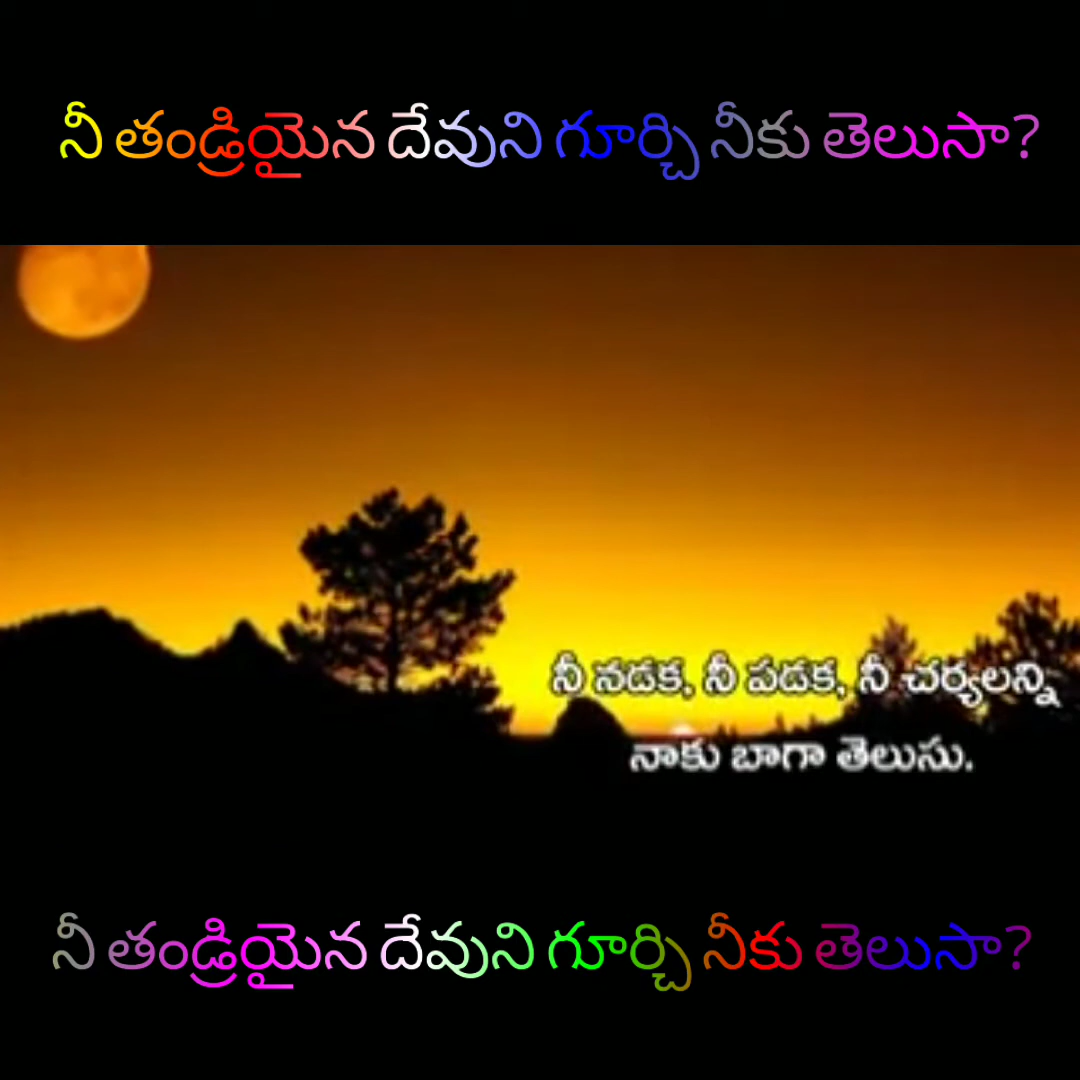 నీ తండ్రియైన దేవుని గూర్చి నీకు తెలుసా?
నీ నడక, నీ పడక, నీ చర్యలన్ని
నాకు బాగా తెలుసు.
నీ తండ్రియైన దేవుని గూర్చి నీకు తెలుసా?